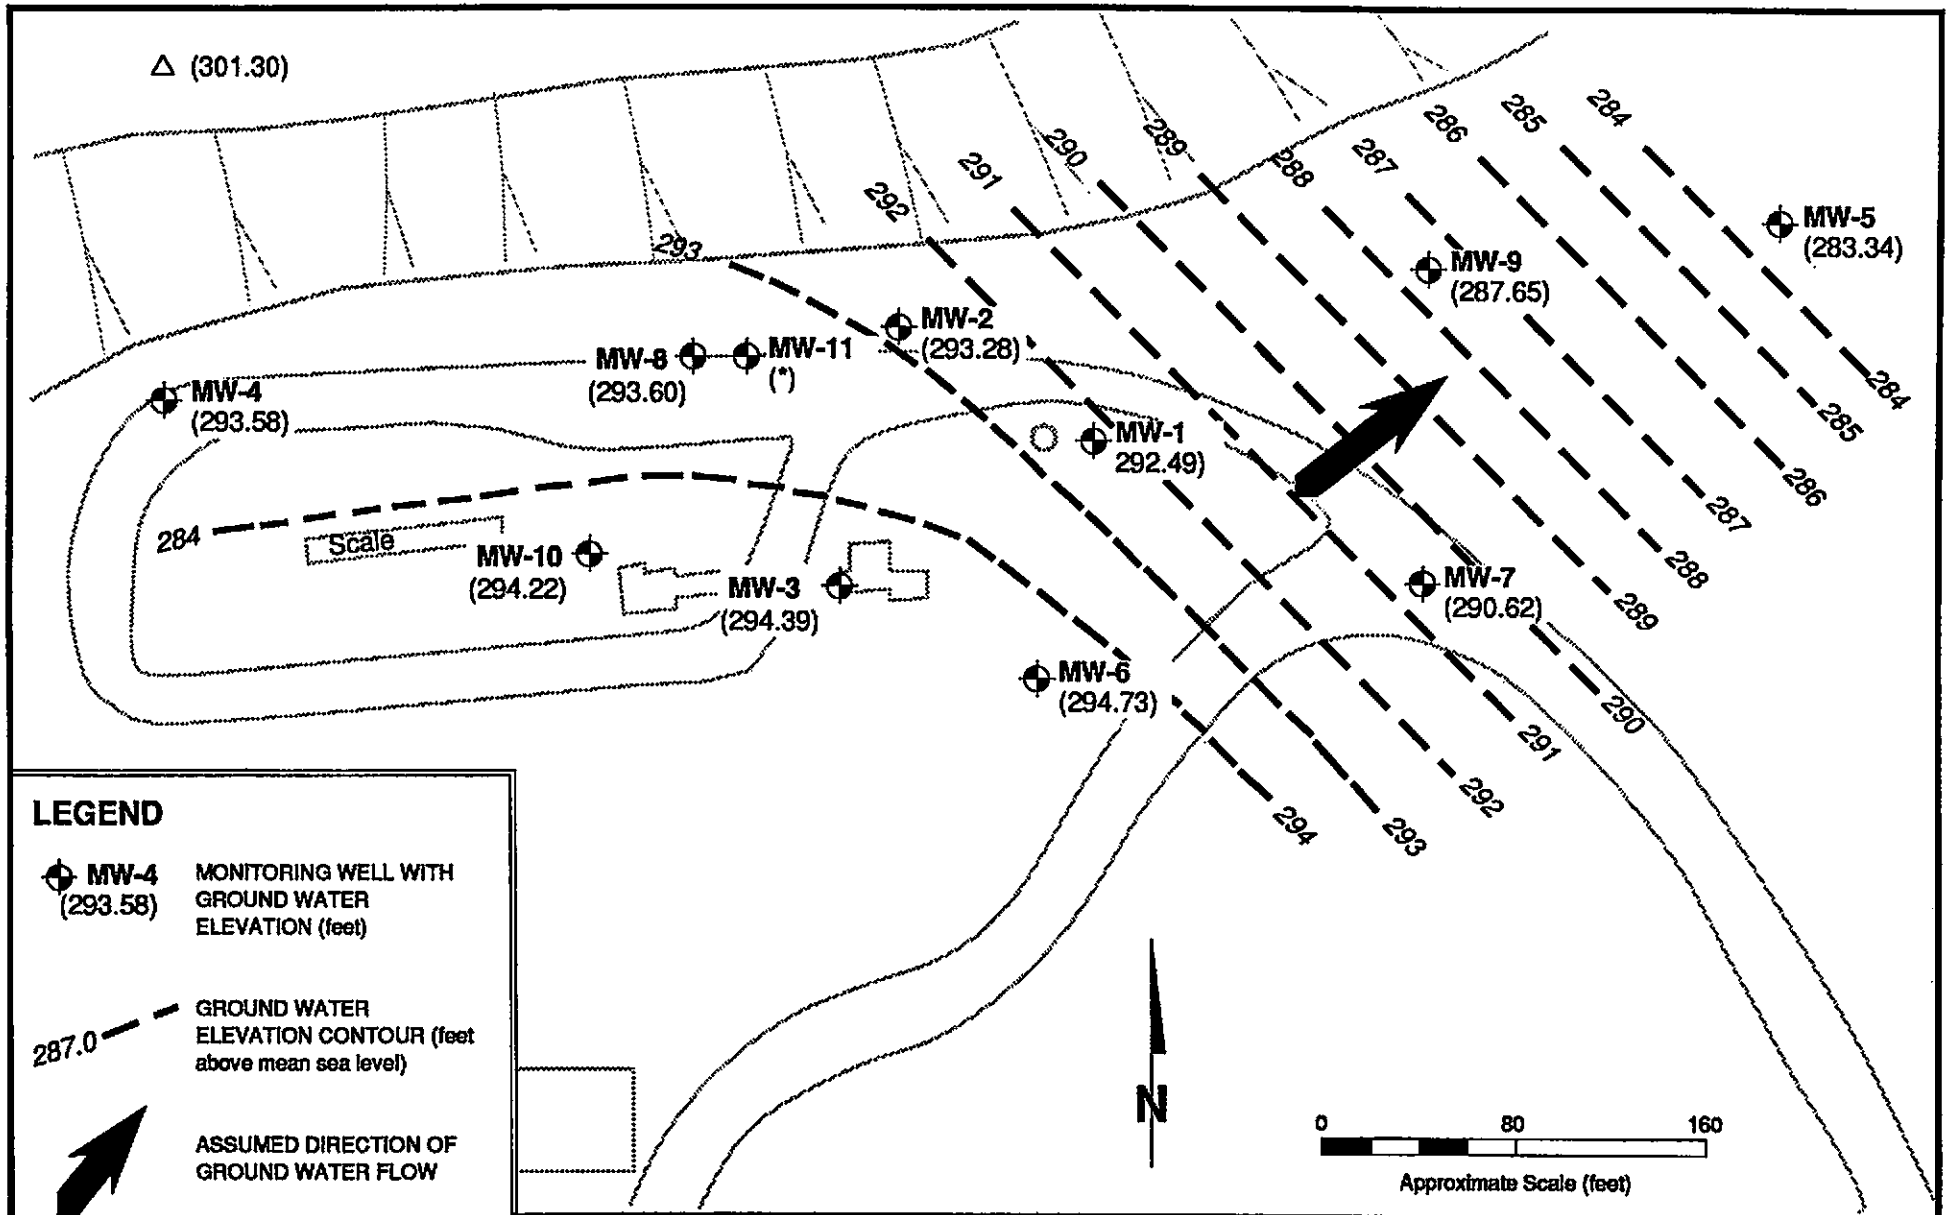 △ (301.30)
284
285
286
289
290
287
288
291
292
293
MW-5
(283.34)
MW-9
(287.65)
MW-2
(293.28)
MW-8
(293.60)
MW-11
(*)
MW-4
(293.58)
MW-1
292.49)
284
285
286
287
284
Scale
MW-10
(294.22)
MW-3
(294.39)
MW-7
(290.62)
288
289
MW-6
(294.73)
290
291
292
294
293
LEGEND
MW-4
(293.58)
MONITORING WELL WITH
GROUND WATER
ELEVATION (feet)
287.0
GROUND WATER
ELEVATION CONTOUR (feet
above mean sea level)
ASSUMED DIRECTION OF
GROUND WATER FLOW
N
0 80 160
Approximate Scale (feet)